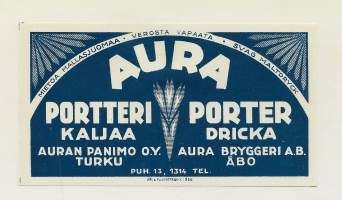 MIETOA MALLASJUOMAA · VEROSTA VAPAATA · SVAG MALTDRYCK
AURA
PORTTERI PORTER
KALJAA DRICKA
AURAN PANIMO OY. AURA BRYGGERI A.B.
TURKU ÅBO
PUH. 13, 1314 TEL.